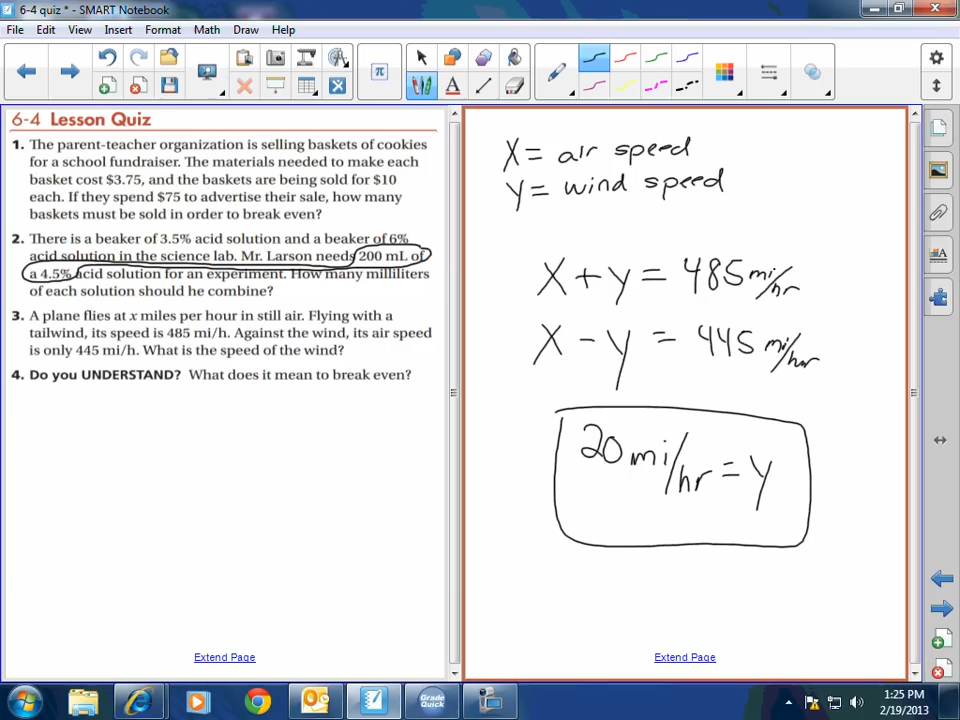 6-4 quiz * - SMART Notebook
File Edit View Insert Format Math Draw Help
π
A
6-4 Lesson Quiz
1. The parent-teacher organization is selling baskets of cookies
for a school fundraiser. The materials needed to make each
basket cost $3.75, and the baskets are being sold for $10
each. If they spend $75 to advertise their sale, how many
baskets must be sold in order to break even?
2. There is a beaker of 3.5% acid solution and a beaker of 6%
acid solution in the science lab. Mr. Larson needs 200 mL of
a 4.5% acid solution for an experiment. How many milliliters
of each solution should he combine?
3. A plane flies at x miles per hour in still air. Flying with a
tailwind, its speed is 485 mi/h. Against the wind, its air speed
is only 445 mi/h. What is the speed of the wind?
4. Do you UNDERSTAND? What does it mean to break even?
Extend Page
X = air speed
y = wind speed
X + y = 485 mi/hr
X - y = 445 mi/hr
20 mi/hr = y
Extend Page
Grade Quick
1:25 PM
2/19/2013